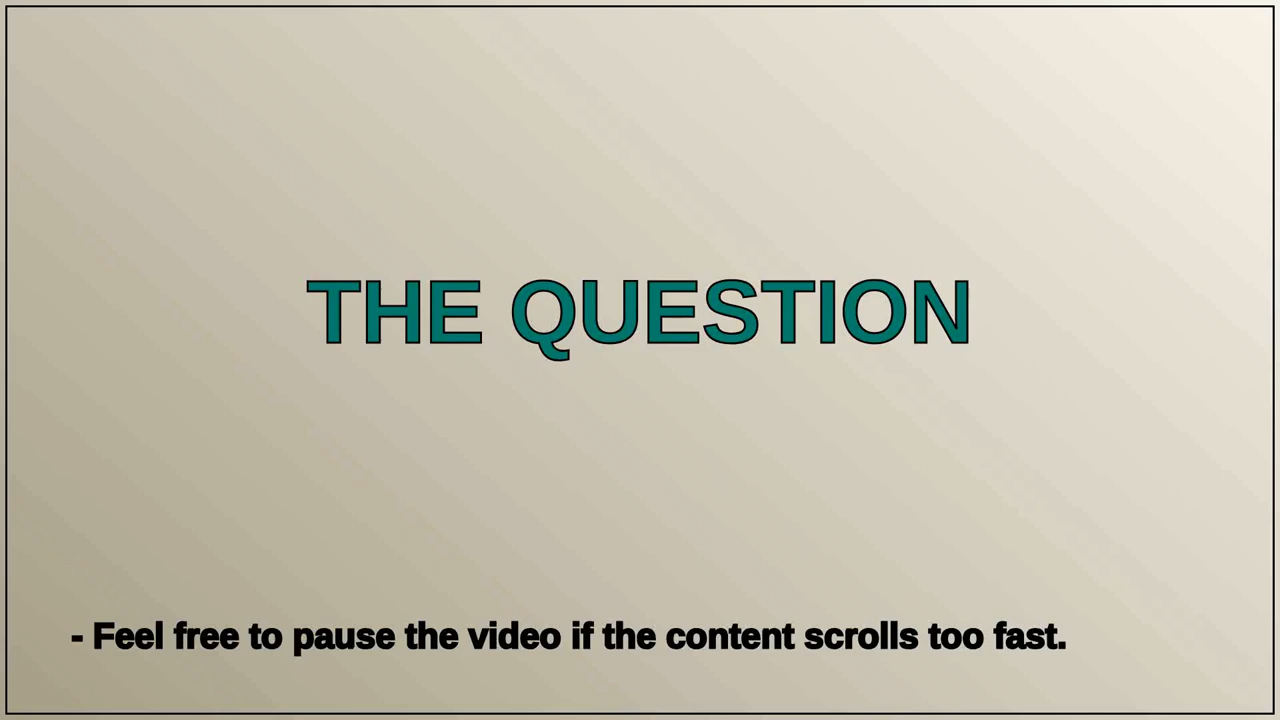 THE QUESTION
- Feel free to pause the video if the content scrolls too fast.